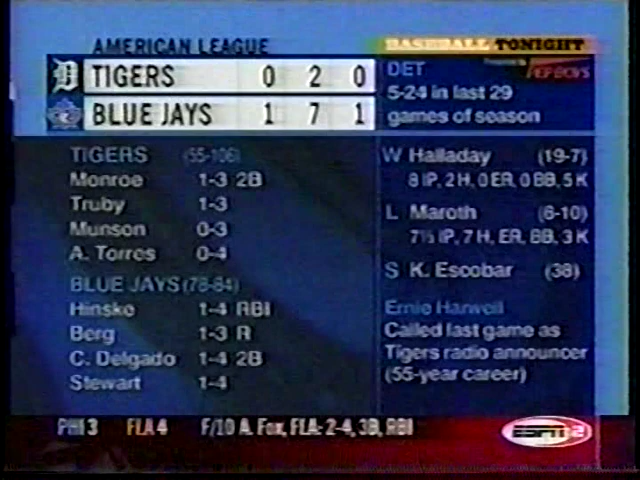 AMERICAN LEAGUE
BASEBALL TONIGHT
TIGERS 0 2 0
BLUE JAYS 1 7 1
PEP BOYS
DET
5-24 in last 29
games of season
TIGERS (55-106)
Monroe 1-3 2B
Truby 1-3
Munson 0-3
A. Torres 0-4
BLUE JAYS (78-84)
Hinske 1-4 RBI
Berg 1-3 R
C. Delgado 1-4 2B
Stewart 1-4
W Halladay (19-7)
8 IP, 2 H, 0 ER, 0 BB, 5 K
L Maroth (6-10)
7⅓ IP, 7 H, ER, BB, 3 K
S K. Escobar (38)
Ernie Harwell
Called last game as
Tigers radio announcer
(55-year career)
PHI 3 FLA 4 F/10 A. Fox, FLA: 2-4, 3B, RBI
ESPN 2